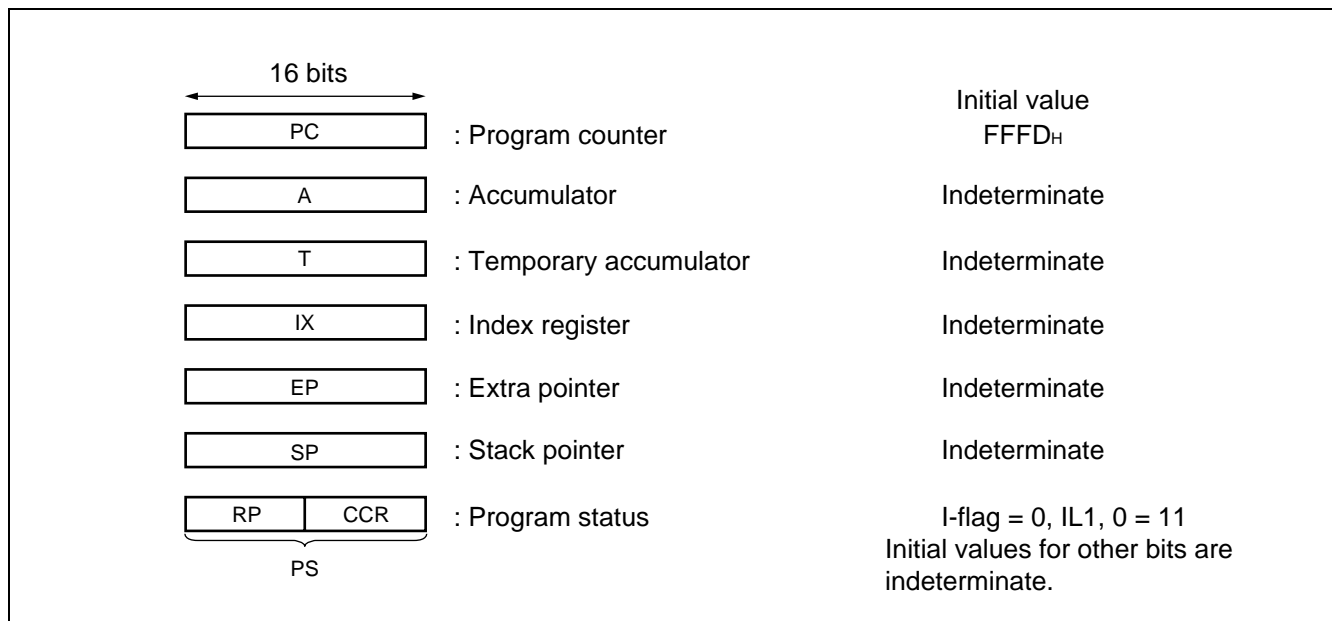 16 bits
Initial value
PC : Program counter FFFDH
A : Accumulator Indeterminate
T : Temporary accumulator Indeterminate
IX : Index register Indeterminate
EP : Extra pointer Indeterminate
SP : Stack pointer Indeterminate
RP CCR : Program status I-flag = 0, IL1, 0 = 11
Initial values for other bits are
indeterminate.
PS